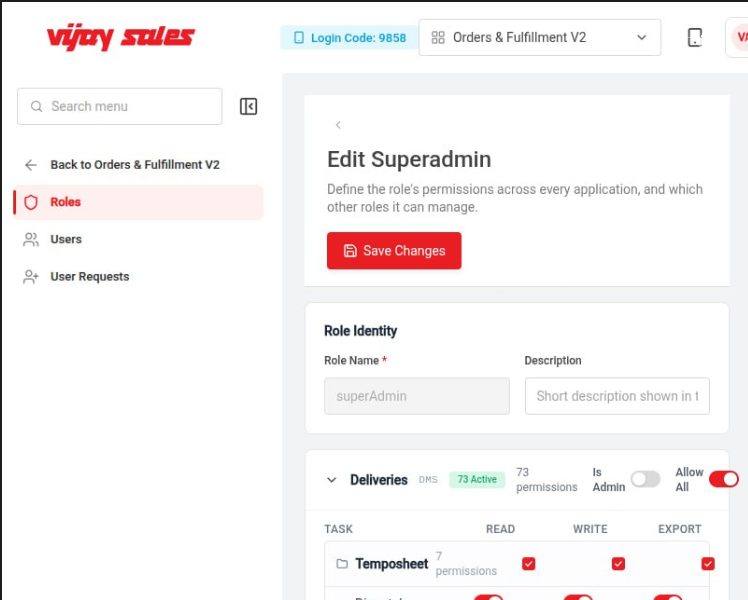 vijay sales
Login Code: 9858
Orders & Fulfillment V2
VA
Search menu
Back to Orders & Fulfillment V2
Roles
Users
User Requests
Edit Superadmin
Define the role's permissions across every application, and which
other roles it can manage.
Save Changes
Role Identity
Role Name *
Description
superAdmin
Short description shown in t
Deliveries
DMS
73 Active
73
permissions
Is
Admin
Allow
All
TASK
READ
WRITE
EXPORT
Temposheet
7
permissions